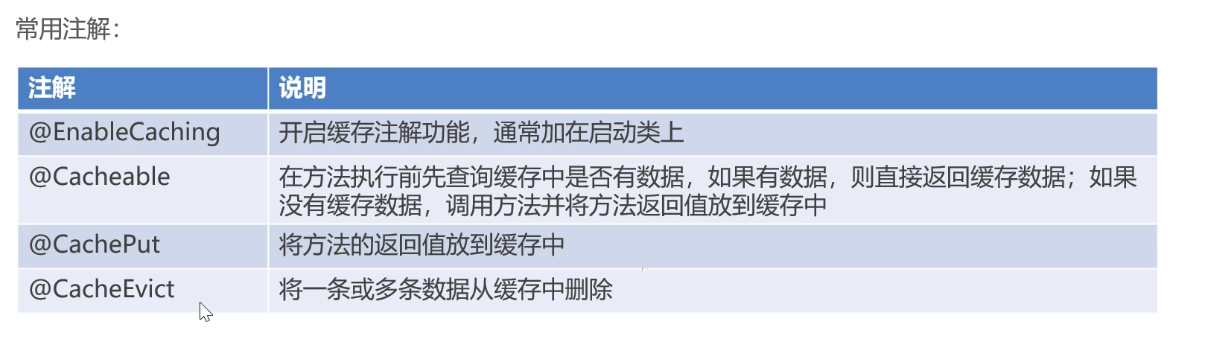 常用注解：
注解 说明
@EnableCaching 开启缓存注解功能，通常加在启动类上
@Cacheable 在方法执行前先查询缓存中是否有数据，如果有数据，则直接返回缓存数据；如果
没有缓存数据，调用方法并将方法返回值放到缓存中
@CachePut 将方法的返回值放到缓存中
@CacheEvict 将一条或多条数据从缓存中删除